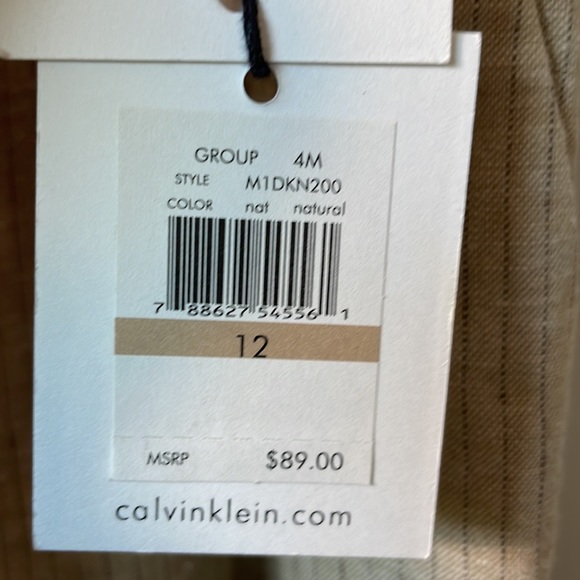 GROUP 4M
STYLE M1DKN200
COLOR nat natural
7 88627 54556 1
12
MSRP $89.00
calvinklein.com